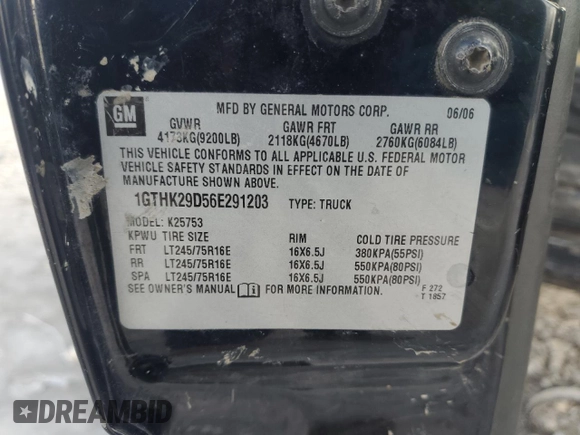 GM
MFD BY GENERAL MOTORS CORP. 06/06
GVWR GAWR FRT GAWR RR
4173KG(9200LB) 2118KG(4670LB) 2760KG(6084LB)
THIS VEHICLE CONFORMS TO ALL APPLICABLE U.S. FEDERAL MOTOR
VEHICLE SAFETY STANDARDS IN EFFECT ON THE DATE OF
MANUFACTURE SHOWN ABOVE.
1GTHK29D56E291203 TYPE: TRUCK
MODEL: K25753
KPWU TIRE SIZE RIM COLD TIRE PRESSURE
FRT LT245/75R16E 16X6.5J 380KPA(55PSI)
RR LT245/75R16E 16X6.5J 550KPA(80PSI)
SPA LT245/75R16E 16X6.5J 550KPA(80PSI)
SEE OWNER'S MANUAL FOR MORE INFORMATION.
F 272
T 1857
DREAMBID